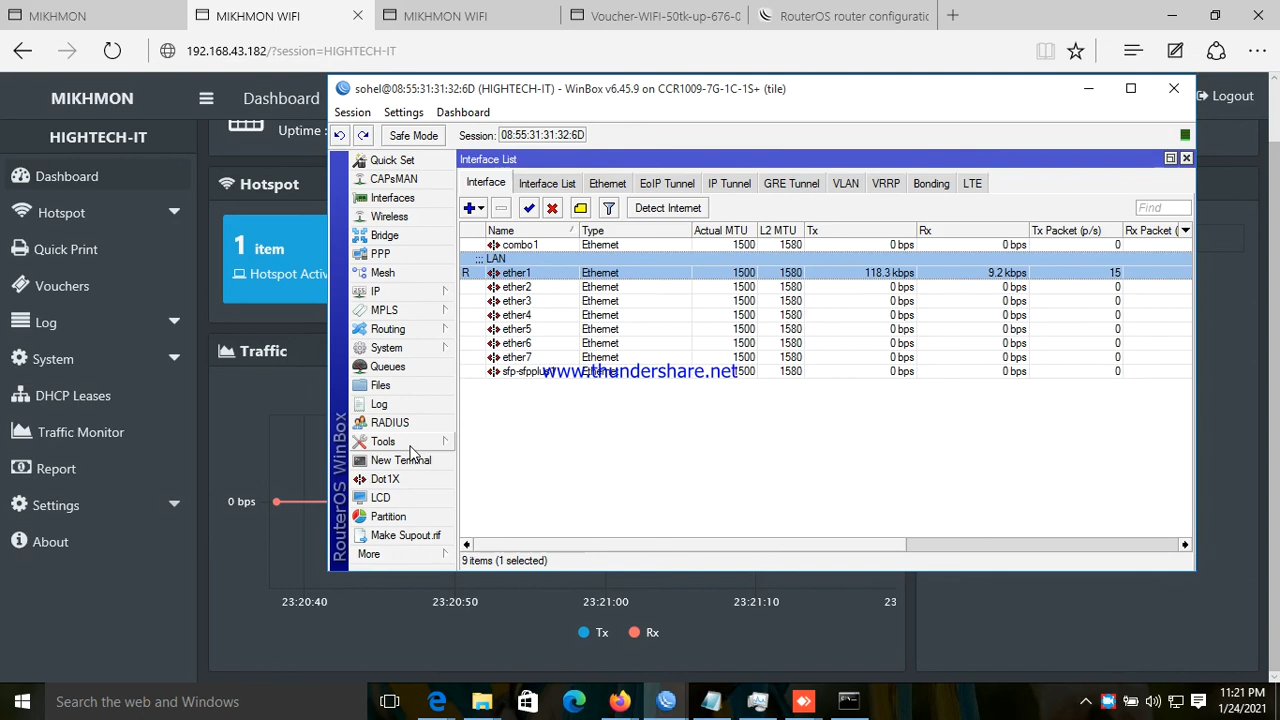 MIKHMON
MIKHMON WIFI
MIKHMON WIFI
Voucher-WIFI-50tk-up-676-0
RouterOS router configuratio
192.168.43.182/?session=HIGHTECH-IT
MIKHMON
Dashboard
Logout
HIGHTECH-IT
Uptime :
Dashboard
Hotspot
Quick Print
Vouchers
Log
System
DHCP Leases
Traffic Monitor
Report
Settings
About
Hotspot
1 item
Hotspot Activ
Traffic
0 bps
23:20:40
23:20:50
23:21:00
23:21:10
23
Tx
Rx
sohel@08:55:31:31:32:6D (HIGHTECH-IT) - WinBox v6.45.9 on CCR1009-7G-1C-1S+ (tile)
Session Settings Dashboard
Safe Mode Session: 08:55:31:31:32:6D
RouterOS WinBox
Quick Set
CAPsMAN
Interfaces
Wireless
Bridge
PPP
Mesh
IP
MPLS
Routing
System
Queues
Files
Log
RADIUS
Tools
New Terminal
Dot1X
LCD
Partition
Make Supout.rif
More
Interface List
Interface Interface List Ethernet EoIP Tunnel IP Tunnel GRE Tunnel VLAN VRRP Bonding LTE
Detect Internet Find
Name Type Actual MTU L2 MTU Tx Rx Tx Packet (p/s) Rx Packet (
combo1 Ethernet 1500 1580 0 bps 0 bps 0
;;; LAN
R ether1 Ethernet 1500 1580 118.3 kbps 9.2 kbps 15
ether2 Ethernet 1500 1580 0 bps 0 bps 0
ether3 Ethernet 1500 1580 0 bps 0 bps 0
ether4 Ethernet 1500 1580 0 bps 0 bps 0
ether5 Ethernet 1500 1580 0 bps 0 bps 0
ether6 Ethernet 1500 1580 0 bps 0 bps 0
ether7 Ethernet 1500 1580 0 bps 0 bps 0
Ethernet 1500 1580 0 bps 0 bps 0
www.thundershare.net
9 items (1 selected)
Search the web and Windows
11:21 PM
1/24/2021